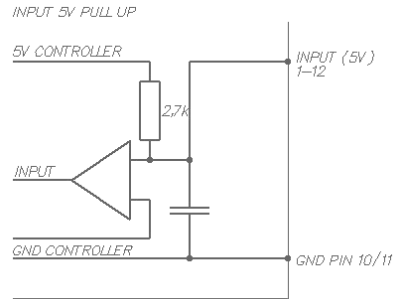 INPUT 5V PULL UP
5V CONTROLLER
INPUT (5V)
1-12
2,7K
INPUT
GND CONTROLLER
GND PIN 10/11